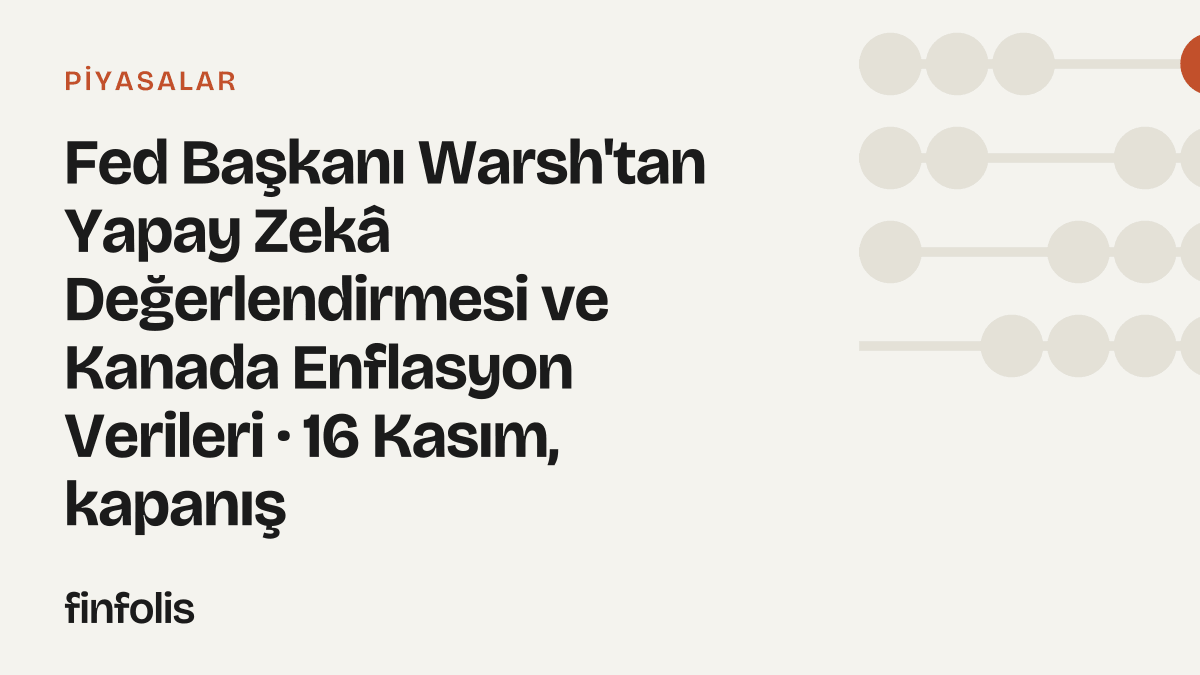 PİYASALAR
Fed Başkanı Warsh'tan
Yapay Zekâ
Değerlendirmesi ve
Kanada Enflasyon
Verileri · 16 Kasım,
kapanış
finfolis